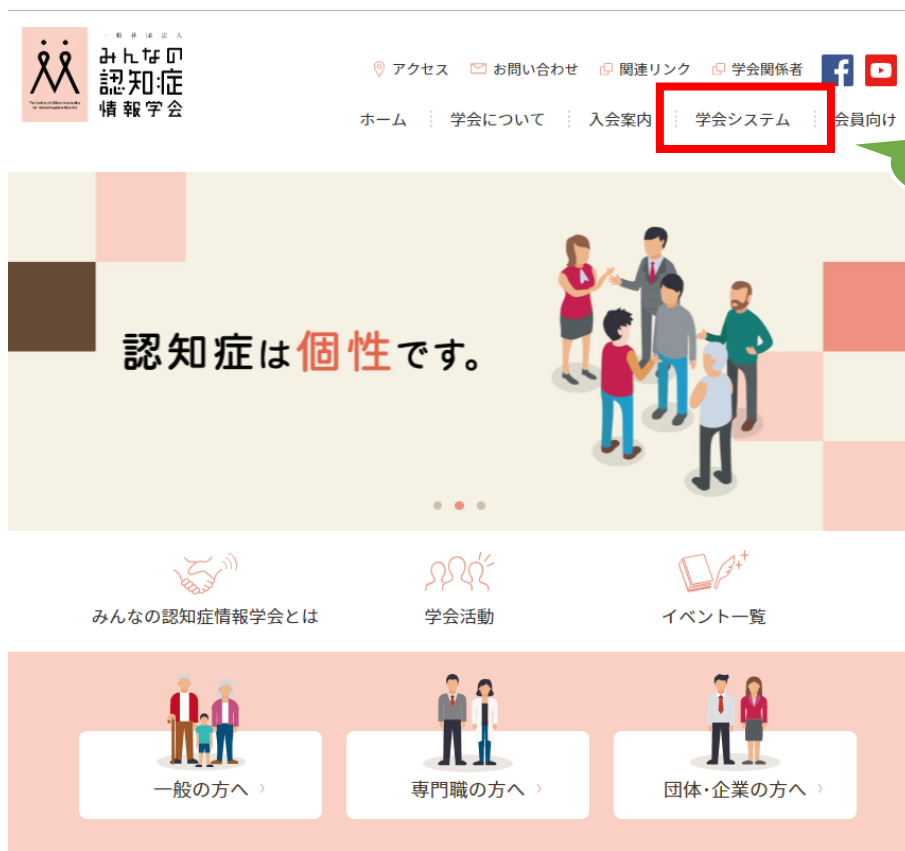 一般社団法人
みんなの
認知症
情報学会
アクセス お問い合わせ 関連リンク 学会関係者
ホーム 学会について 入会案内 学会システム 会員向け
認知症は個性です。
みんなの認知症情報学会とは 学会活動 イベント一覧
一般の方へ 専門職の方へ 団体・企業の方へ